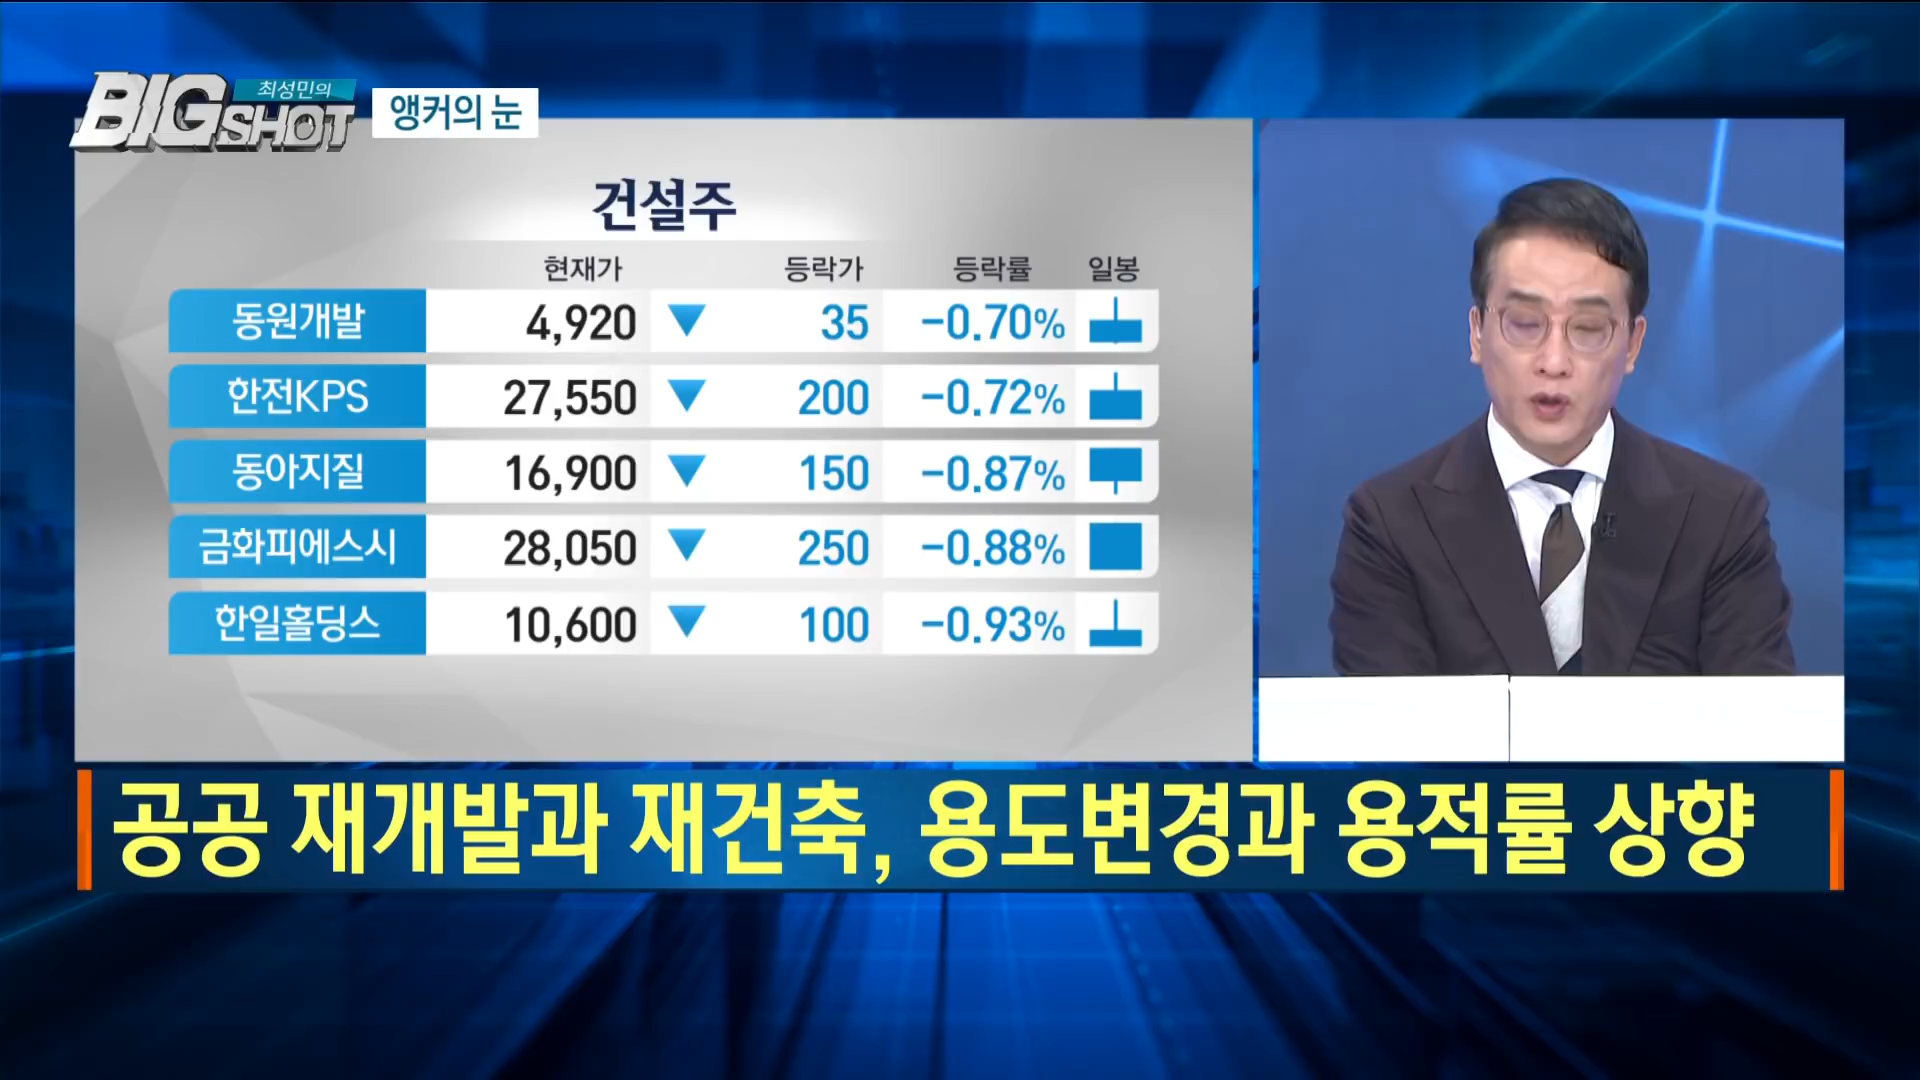 최성민의
BIGSHOT
앵커의 눈
건설주
현재가 등락가 등락률 일봉
동원개발 4,920 ▼ 35 -0.70%
한전KPS 27,550 ▼ 200 -0.72%
동아지질 16,900 ▼ 150 -0.87%
금화피에스시 28,050 ▼ 250 -0.88%
한일홀딩스 10,600 ▼ 100 -0.93%
공공 재개발과 재건축, 용도변경과 용적률 상향